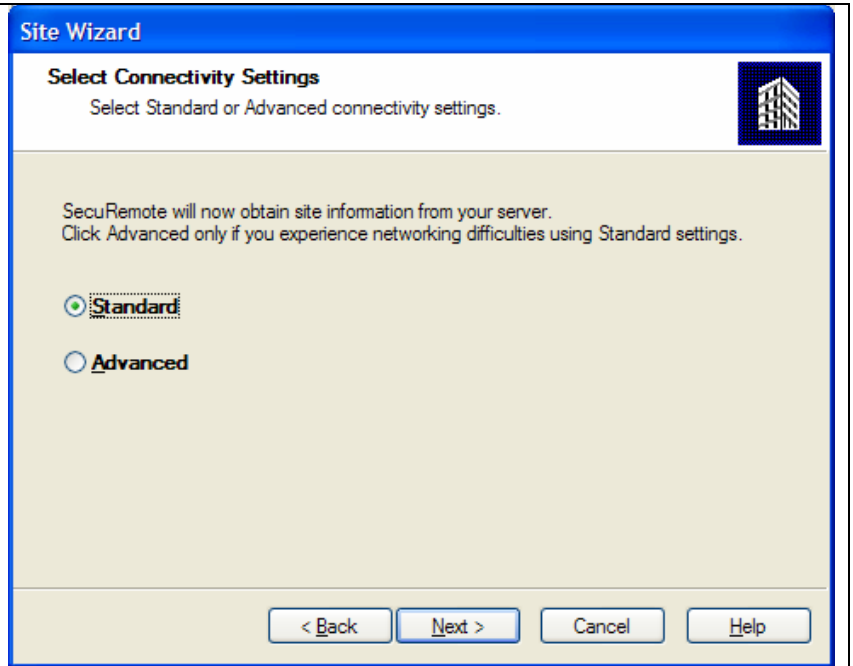 Site Wizard
Select Connectivity Settings
Select Standard or Advanced connectivity settings.
SecuRemote will now obtain site information from your server.
Click Advanced only if you experience networking difficulties using Standard settings.
Standard
Advanced
< Back Next > Cancel Help